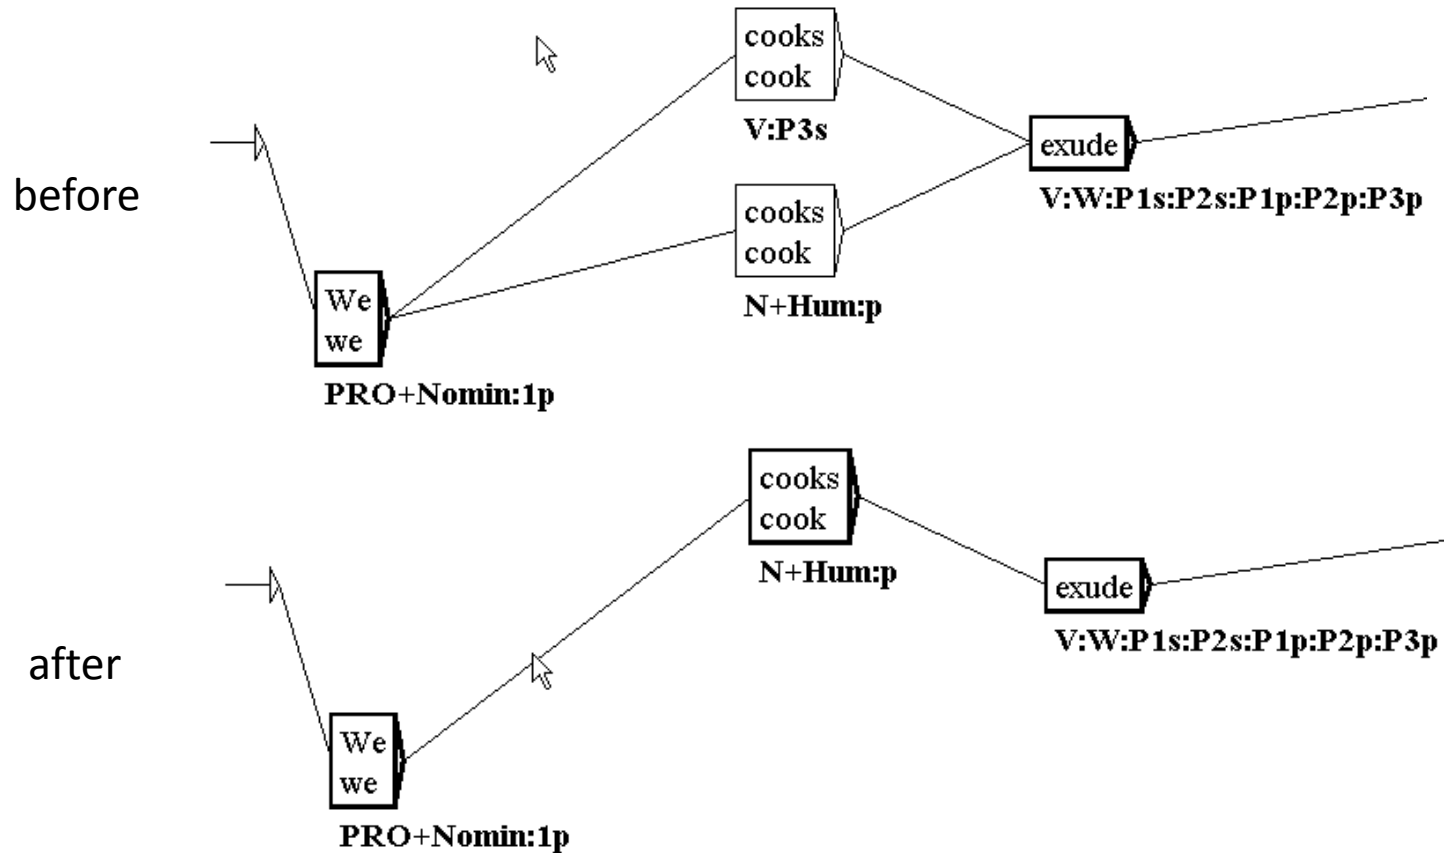 cooks
cook
V:P3s
exude
V:W:P1s:P2s:P1p:P2p:P3p
before
cooks
cook
N+Hum:p
We
we
PRO+Nomin:1p
cooks
cook
N+Hum:p
exude
V:W:P1s:P2s:P1p:P2p:P3p
after
We
we
PRO+Nomin:1p